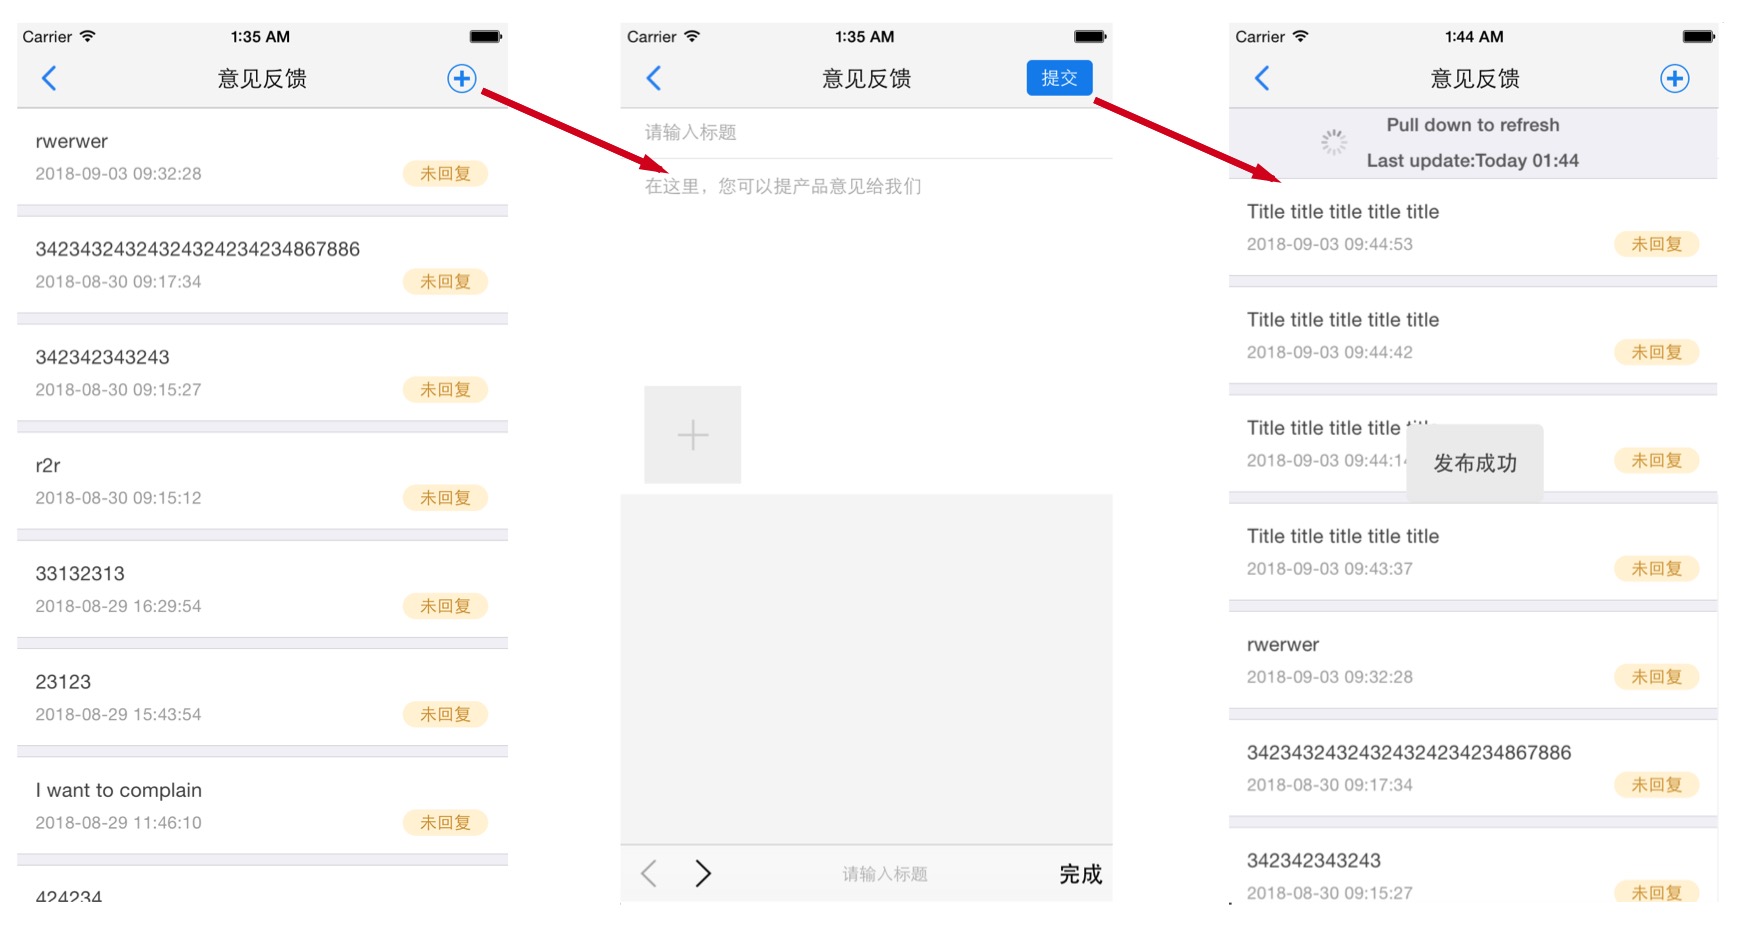 Carrier 1:35 AM
意见反馈
rwerwer
2018-09-03 09:32:28 未回复
342343243243424324234234867886
2018-08-30 09:17:34 未回复
342342343243
2018-08-30 09:15:27 未回复
r2r
2018-08-30 09:15:12 未回复
33132313
2018-08-29 16:29:54 未回复
23123
2018-08-29 15:43:54 未回复
I want to complain
2018-08-29 11:46:10 未回复
424234
Carrier 1:35 AM
意见反馈 提交
请输入标题
在这里，您可以提产品意见给我们
请输入标题 完成
Carrier 1:44 AM
意见反馈
Pull down to refresh
Last update:Today 01:44
Title title title title title
2018-09-03 09:44:53 未回复
Title title title title title
2018-09-03 09:44:42 未回复
Title title title title
2018-09-03 09:44:1 未回复
发布成功
Title title title title title
2018-09-03 09:43:37 未回复
rwerwer
2018-09-03 09:32:28 未回复
342343243243424324234234867886
2018-08-30 09:17:34 未回复
342342343243
2018-08-30 09:15:27 未回复